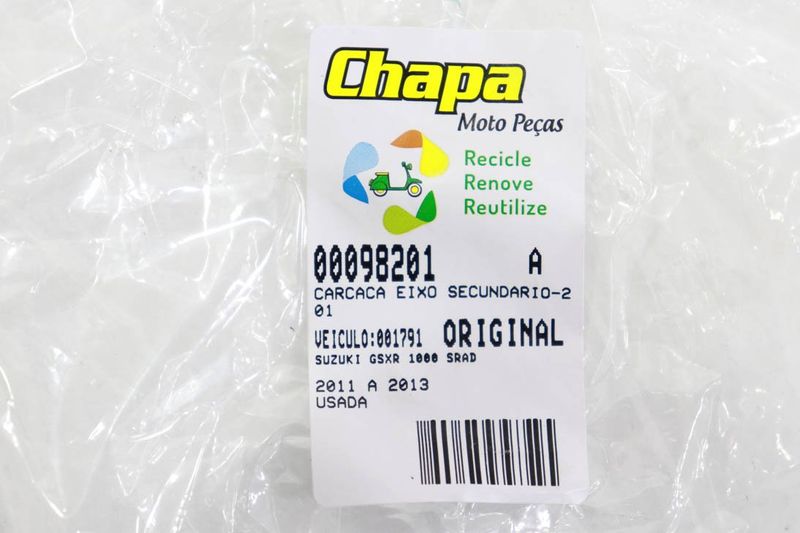 Chapa
Moto Peças
Recicle
Renove
Reutilize
00098201 A
CARCACA EIXO SECUNDARIO-2
01
VEICULO:001791 ORIGINAL
SUZUKI GSXR 1000 SRAD
2011 A 2013
USADA